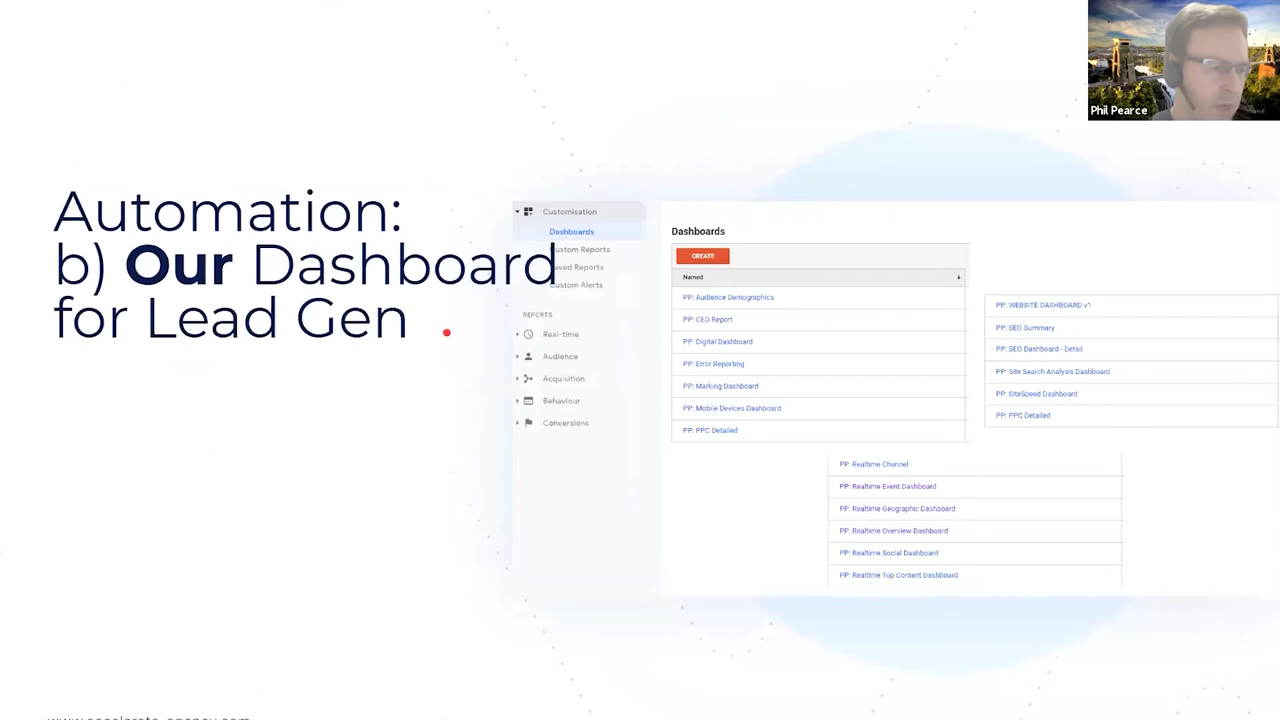 Phil Pearce
Automation:
b) Our Dashboard
for Lead Gen
Customisation
Dashboards
Custom Reports
Saved Reports
Custom Alerts
REPORTS
Real-time
Audience
Acquisition
Behaviour
Conversions
Dashboards
CREATE
Named
PP: Audience Demographics
PP: CEO Report
PP: Digital Dashboard
PP: Error Reporting
PP: Marking Dashboard
PP: Mobile Devices Dashboard
PP: PPC Detailed
PP: WEBSITE DASHBOARD v1
PP: SEO Summary
PP: SEO Dashboard - Detail
PP: Site Search Analysis Dashboard
PP: SiteSpeed Dashboard
PP: PPC Detailed
PP: Realtime Channel
PP: Realtime Event Dashboard
PP: Realtime Geographic Dashboard
PP: Realtime Overview Dashboard
PP: Realtime Social Dashboard
PP: Realtime Top Content Dashboard